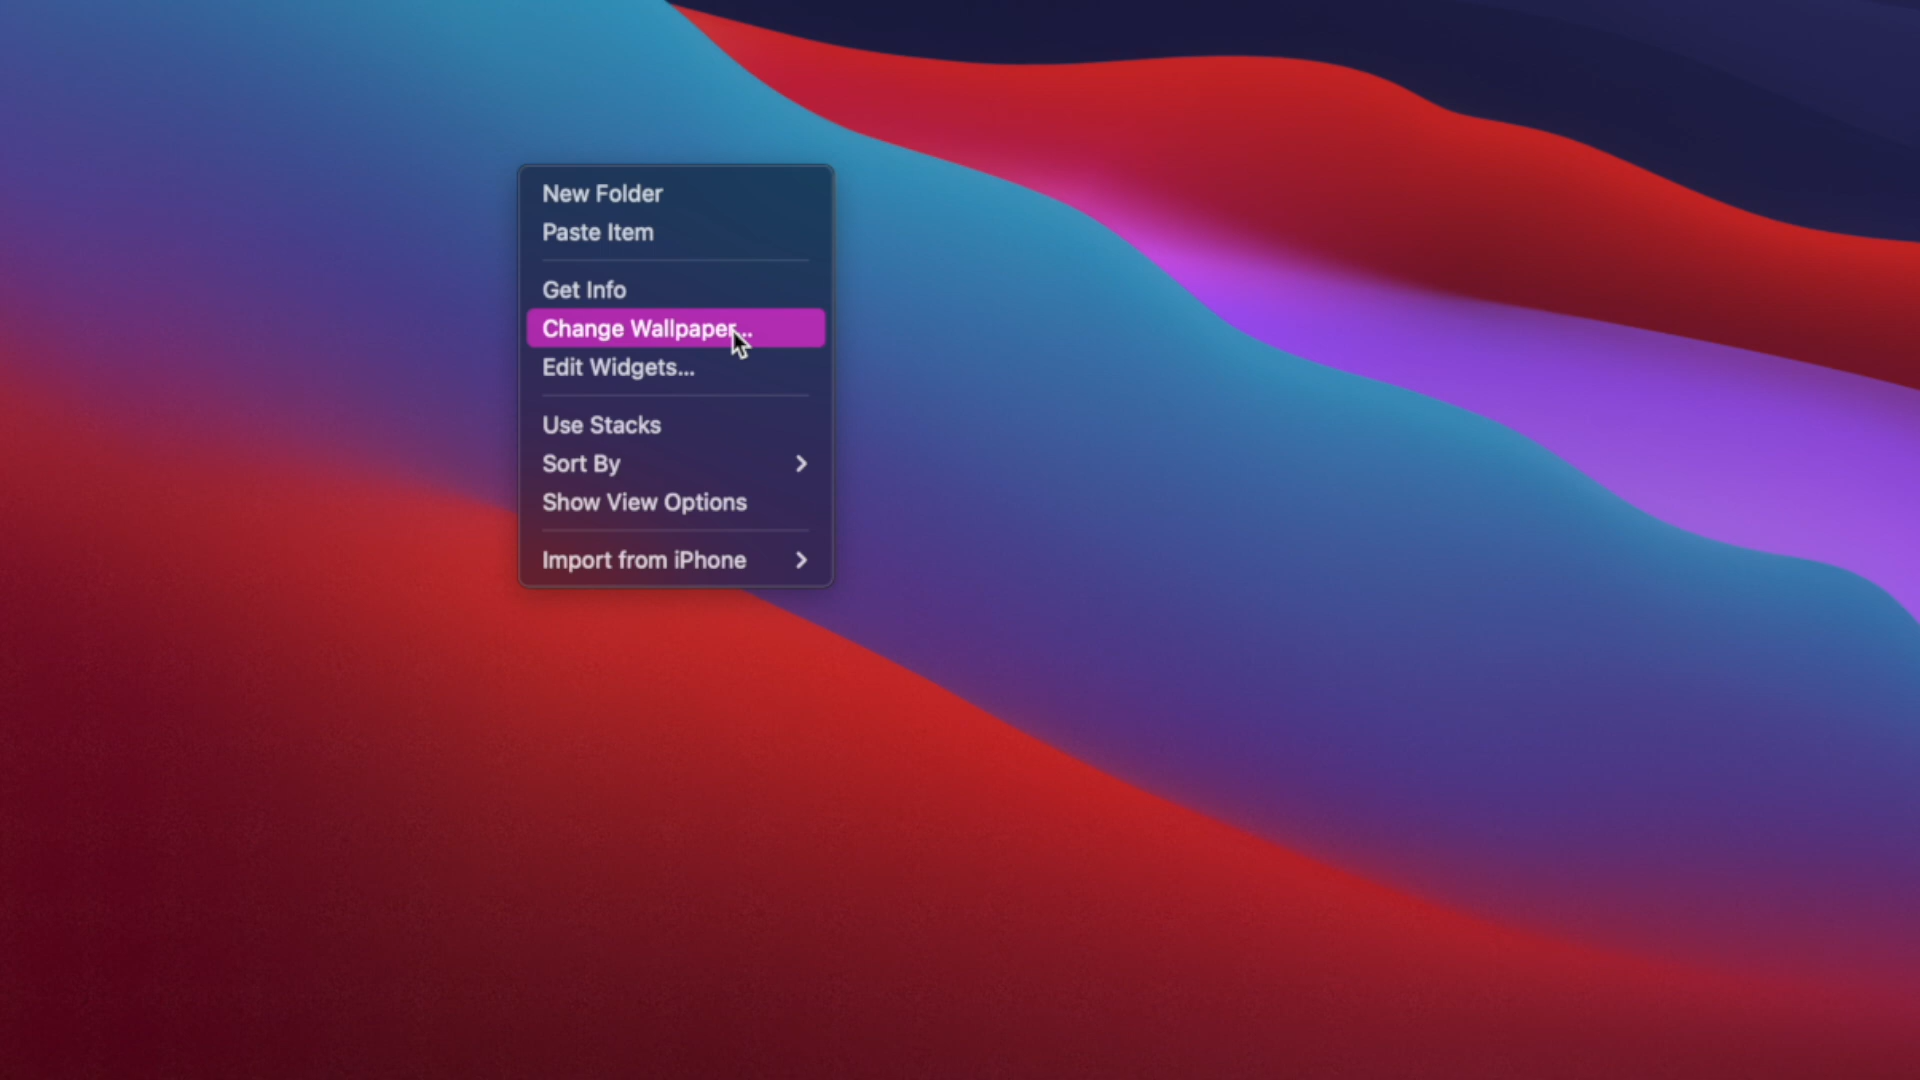 New Folder
Paste Item
Get Info
Change Wallpaper...
Edit Widgets...
Use Stacks
Sort By
Show View Options
Import from iPhone